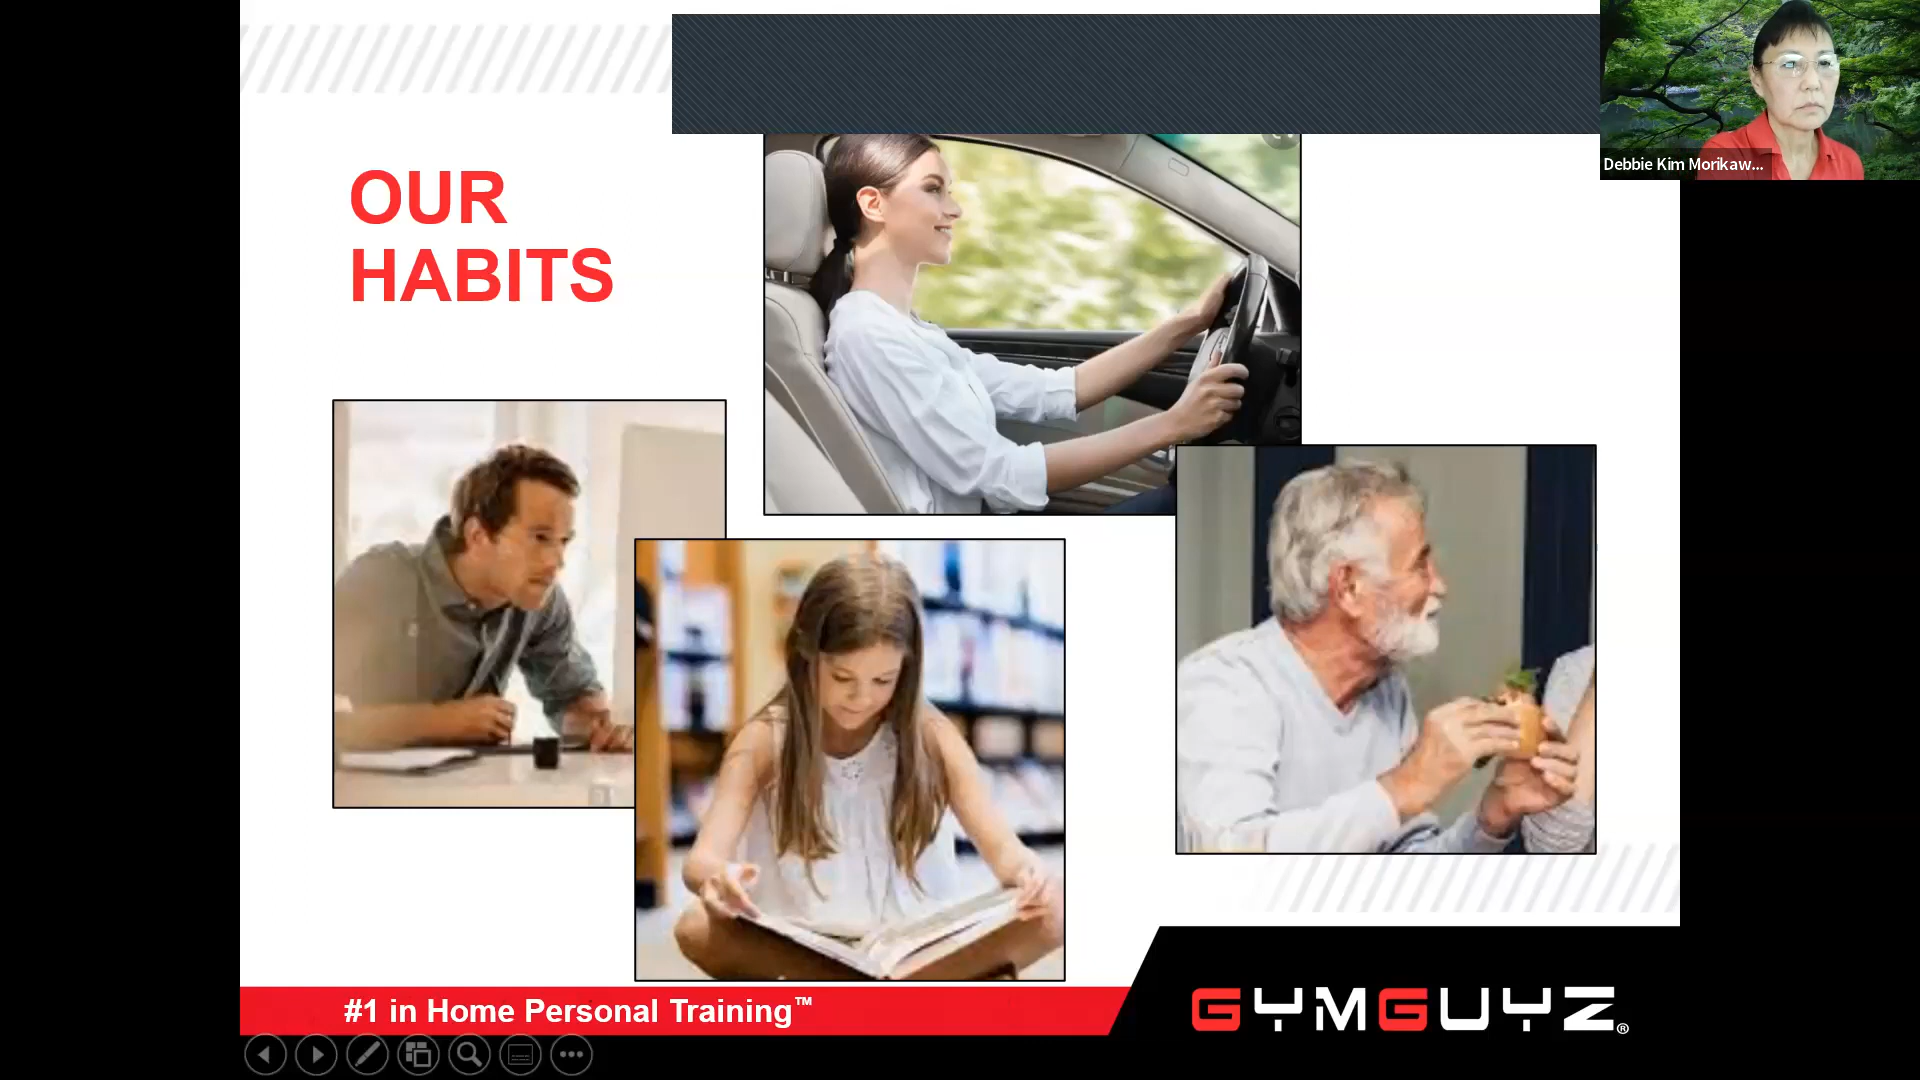 Debbie Kim Morikaw...
OUR
HABITS
#1 in Home Personal Training™
GYMGUYZ®